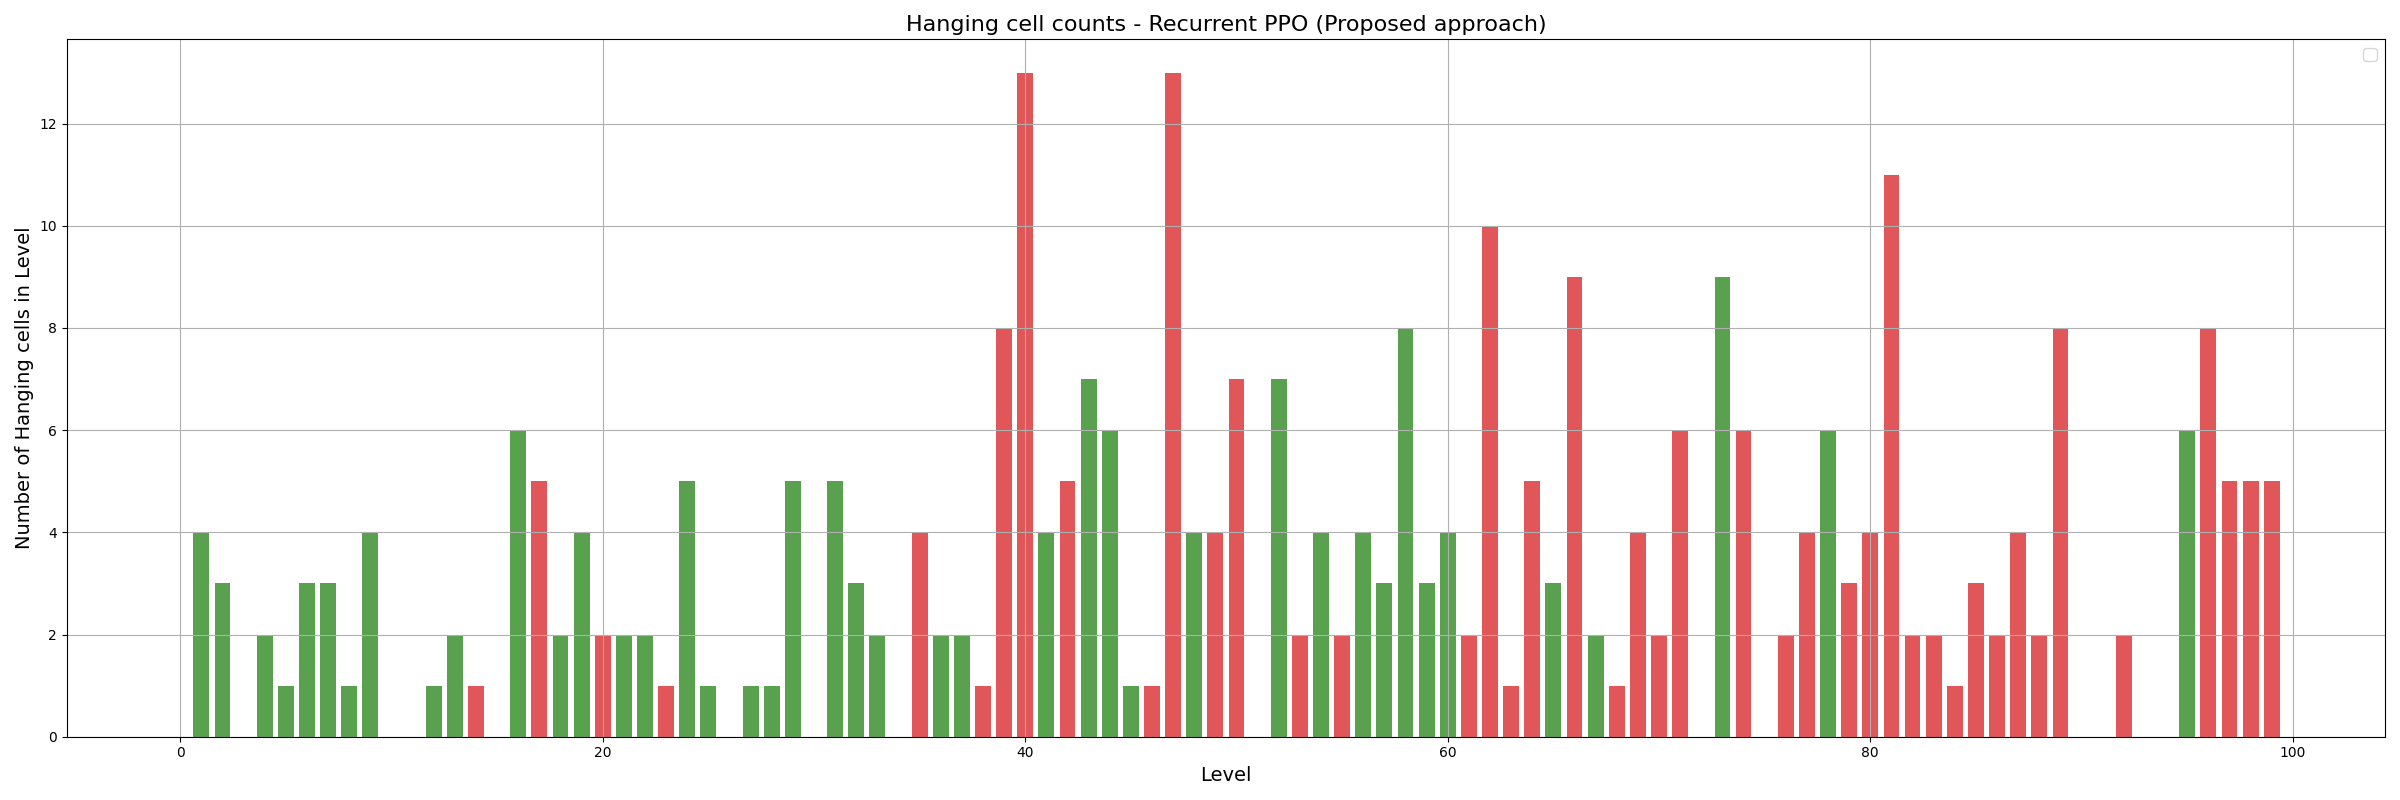 Hanging cell counts - Recurrent PPO (Proposed approach)
Number of Hanging cells in Level
12
10
8
6
4
2
0
0 20 40 60 80 100
Level